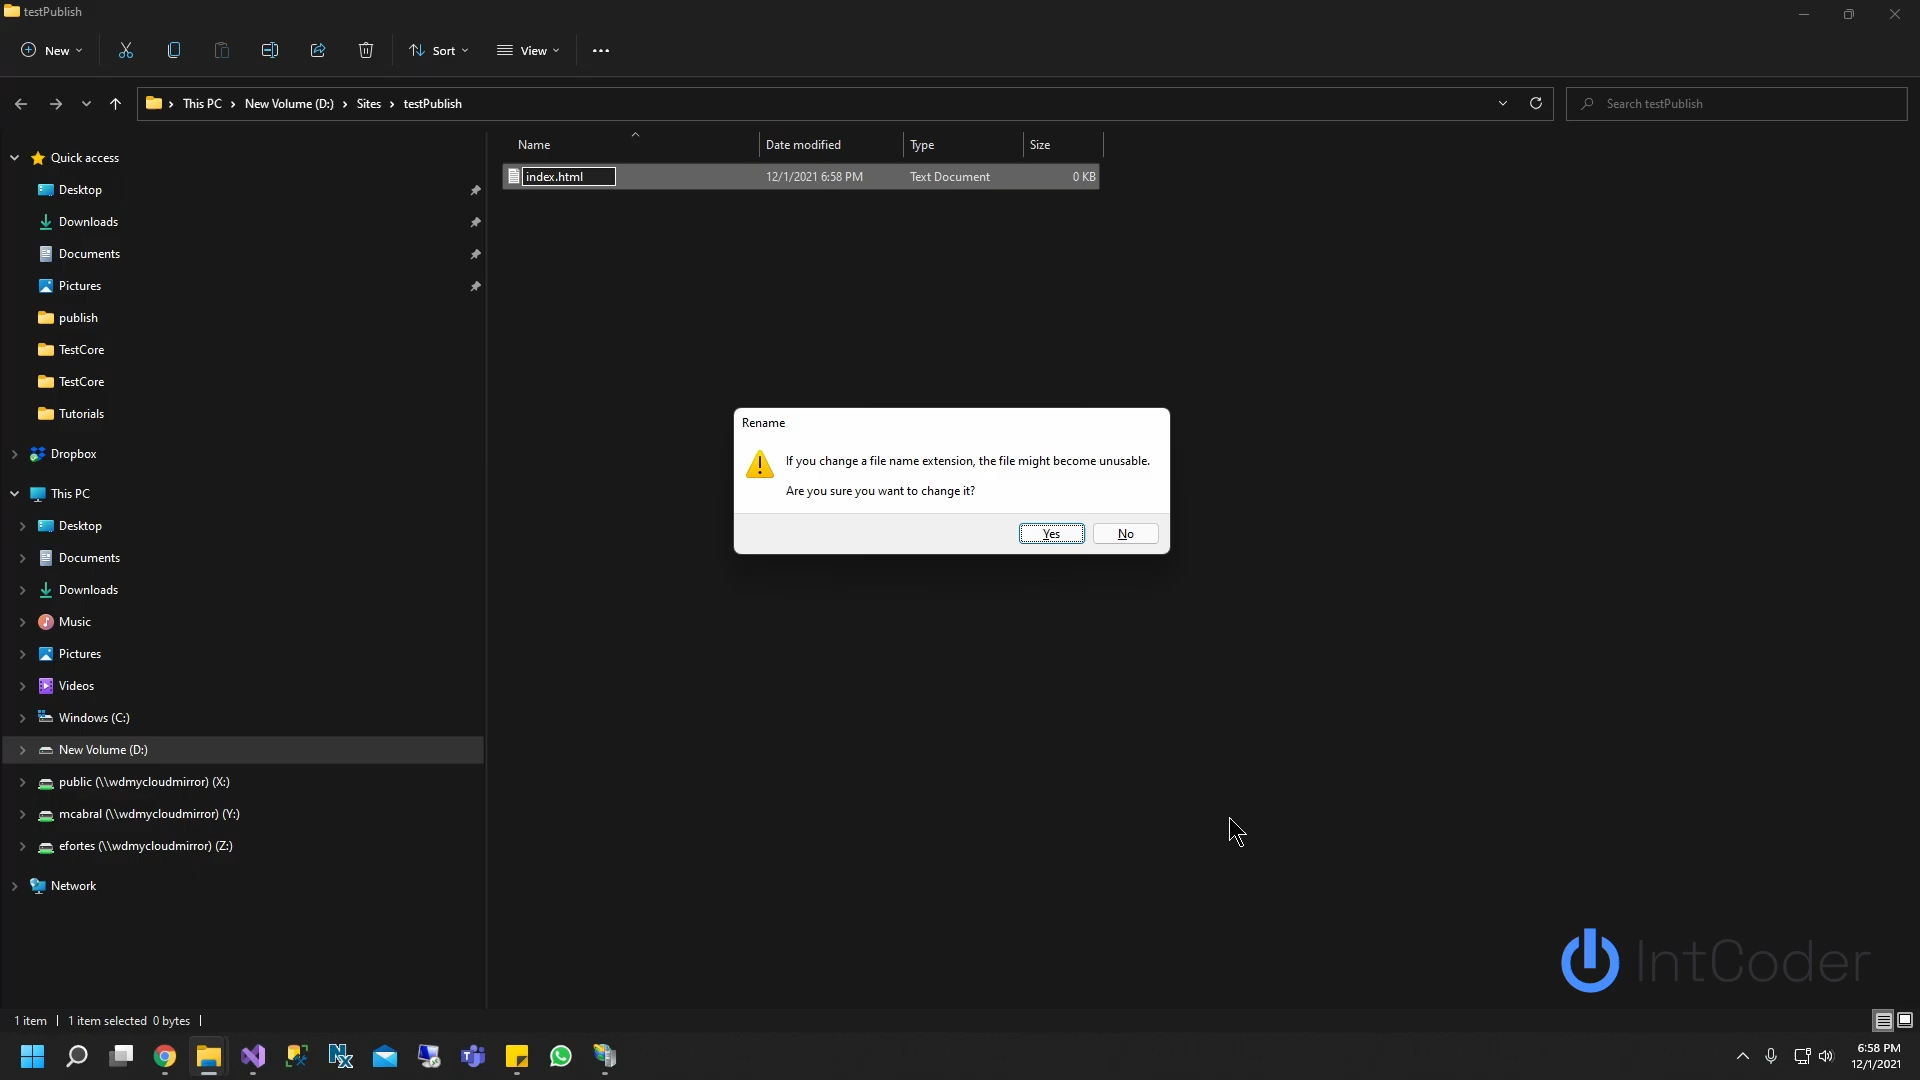 testPublish
New
Sort
View
This PC > New Volume (D:) > Sites > testPublish
Search testPublish
Name Date modified Type Size
index.html 12/1/2021 6:58 PM Text Document 0 KB
Quick access
Desktop
Downloads
Documents
Pictures
publish
TestCore
TestCore
Tutorials
Dropbox
This PC
Desktop
Documents
Downloads
Music
Pictures
Videos
Windows (C:)
New Volume (D:)
public (\\wdmycloudmirror) (X:)
mcabral (\\wdmycloudmirror) (Y:)
efortes (\\wdmycloudmirror) (Z:)
Network
Rename
If you change a file name extension, the file might become unusable.
Are you sure you want to change it?
Yes No
IntCoder
1 item 1 item selected 0 bytes
6:58 PM
12/1/2021